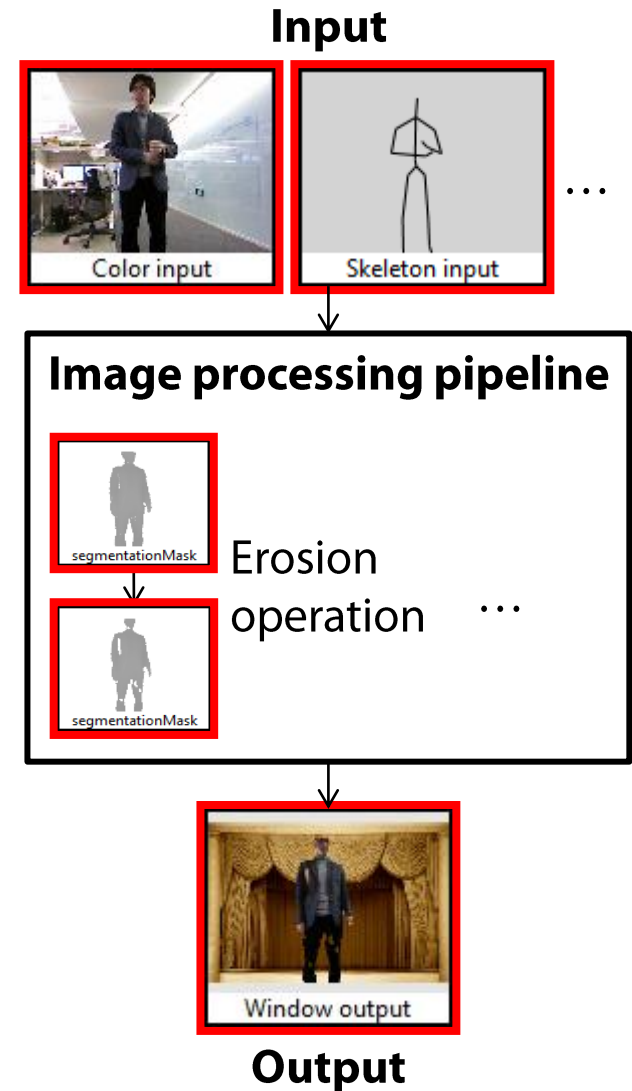 Input
Color input
Skeleton input
...
Image processing pipeline
segmentationMask
Erosion
operation
...
segmentationMask
Window output
Output